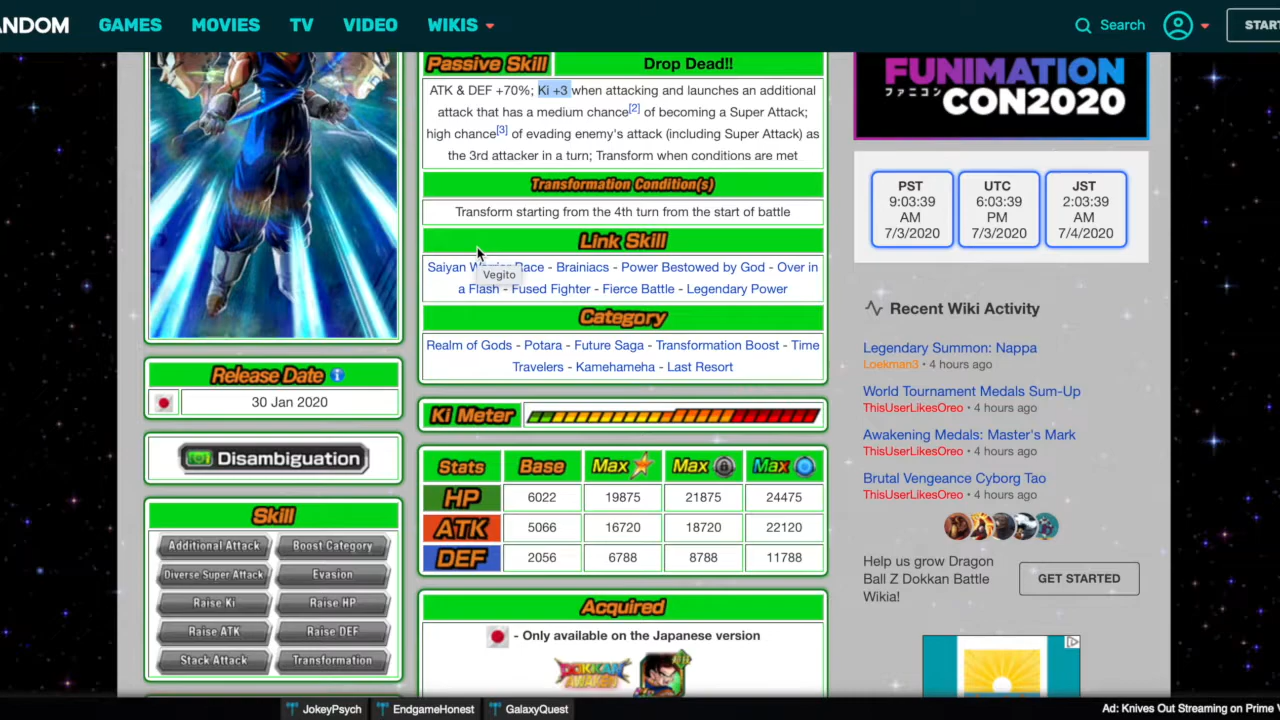 ANDOM
GAMES
MOVIES
TV
VIDEO
WIKIS
Search
START
Passive Skill
Drop Dead!!
ATK & DEF +70%; Ki +3 when attacking and launches an additional
attack that has a medium chance[2] of becoming a Super Attack;
high chance[3] of evading enemy's attack (including Super Attack) as
the 3rd attacker in a turn; Transform when conditions are met
Transformation Condition(s)
Transform starting from the 4th turn from the start of battle
Link Skill
Saiyan Warrior Race - Brainiacs - Power Bestowed by God - Over in
a Flash - Fused Fighter - Fierce Battle - Legendary Power
Vegito
Category
Realm of Gods - Potara - Future Saga - Transformation Boost - Time
Travelers - Kamehameha - Last Resort
Release Date
30 Jan 2020
Disambiguation
Skill
Additional Attack
Boost Category
Diverse Super Attack
Evasion
Raise Ki
Raise HP
Raise ATK
Raise DEF
Stack Attack
Transformation
Ki Meter
Stats Base Max Max Max
HP 6022 19875 21875 24475
ATK 5066 16720 18720 22120
DEF 2056 6788 8788 11788
Acquired
- Only available on the Japanese version
DOKKAN
AWAKEN
FUNIMATION
ファニコン CON2020
PST
9:03:39
AM
7/3/2020
UTC
6:03:39
PM
7/3/2020
JST
2:03:39
AM
7/4/2020
Recent Wiki Activity
Legendary Summon: Nappa
Loekman3 • 4 hours ago
World Tournament Medals Sum-Up
ThisUserLikesOreo • 4 hours ago
Awakening Medals: Master's Mark
ThisUserLikesOreo • 4 hours ago
Brutal Vengeance Cyborg Tao
ThisUserLikesOreo • 4 hours ago
Help us grow Dragon
Ball Z Dokkan Battle
Wikia!
GET STARTED
JokeyPsych
EndgameHonest
GalaxyQuest
Ad: Knives Out Streaming on Prime V